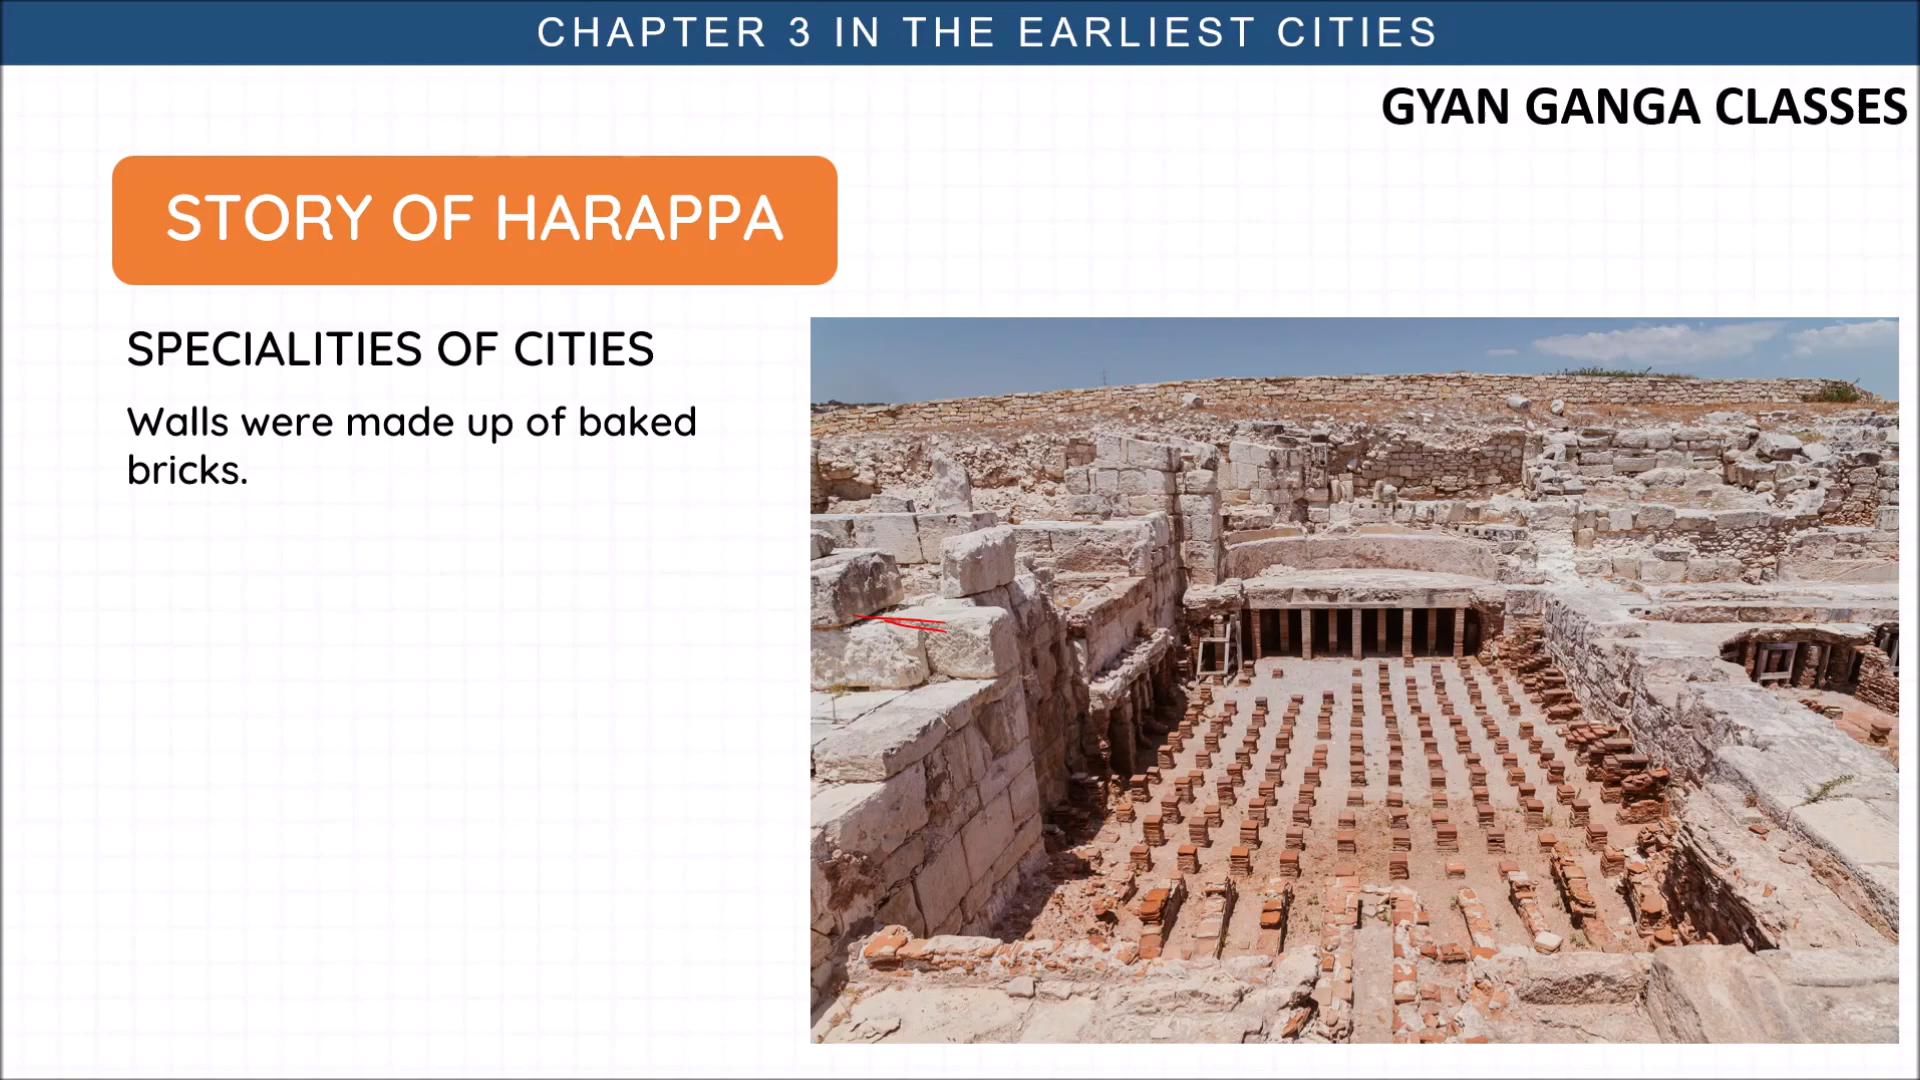 CHAPTER 3 IN THE EARLIEST CITIES
GYAN GANGA CLASSES
STORY OF HARAPPA
SPECIALITIES OF CITIES
Walls were made up of baked
bricks.